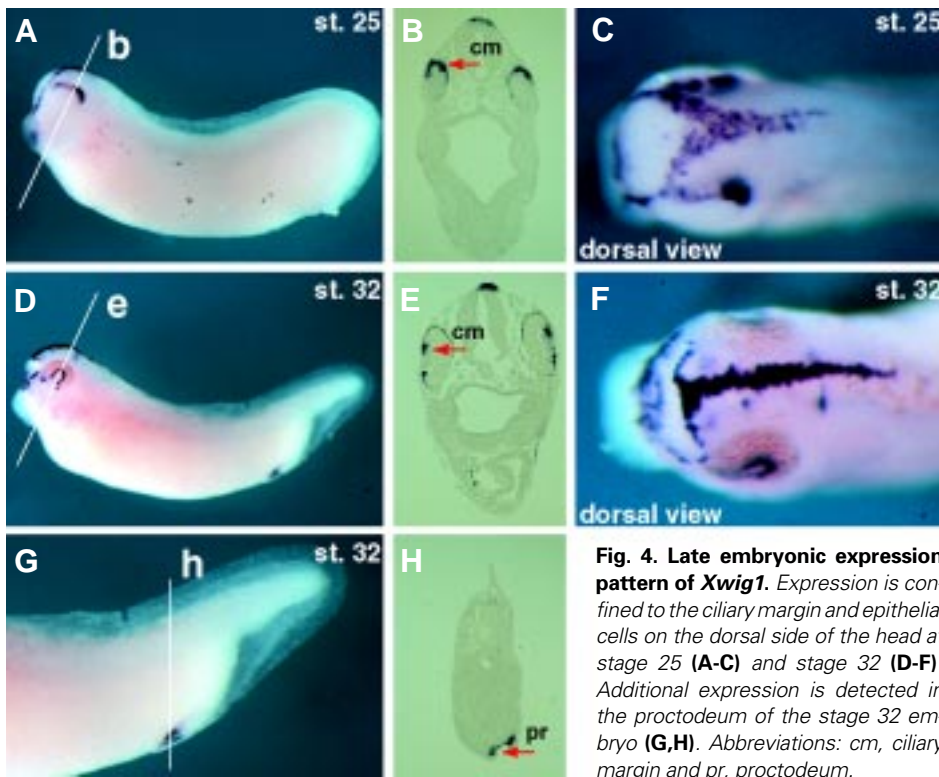 A
b
st. 25
B
cm
C
st. 25
dorsal view
D
e
st. 32
E
cm
F
st. 32
dorsal view
G
h
st. 32
H
pr
Fig. 4. Late embryonic expression
pattern of Xwig1. Expression is con-
fined to the ciliary margin and epithelia
cells on the dorsal side of the head a
stage 25 (A-C) and stage 32 (D-F)
Additional expression is detected in
the proctodeum of the stage 32 em-
bryo (G,H). Abbreviations: cm, ciliary
margin and pr, proctodeum.